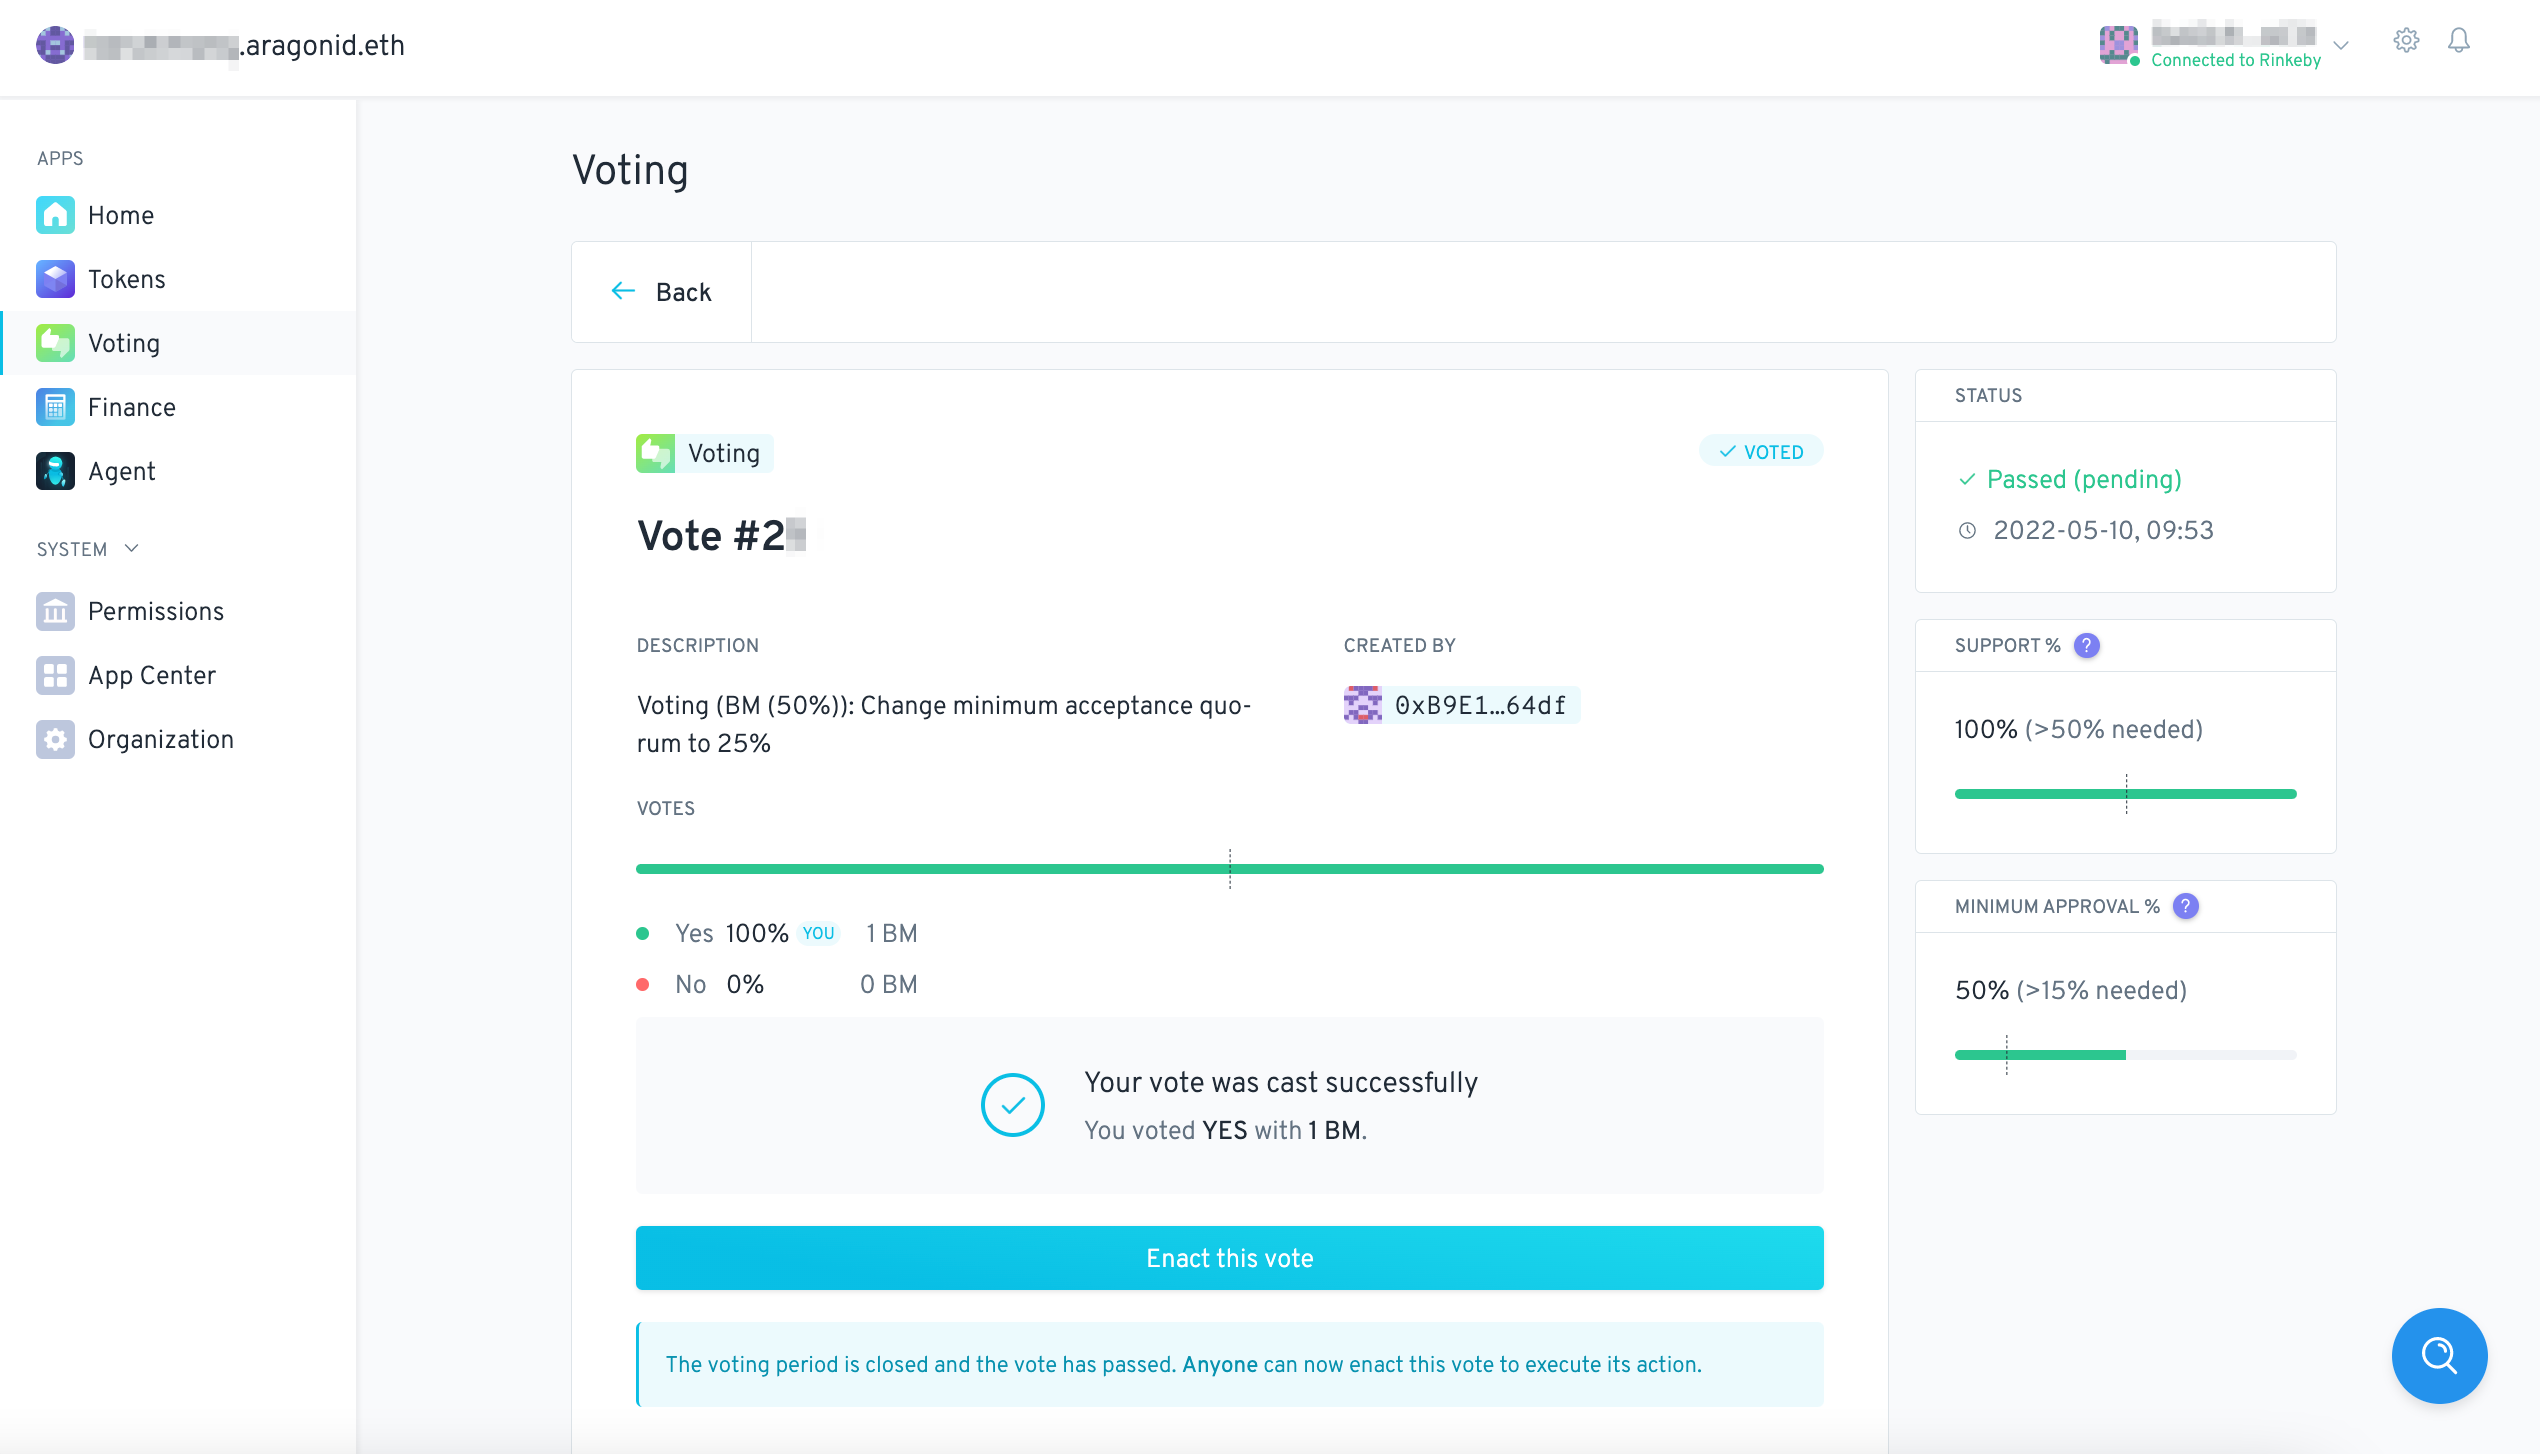 .aragonid.eth
Connected to Rinkeby
APPS
Home
Tokens
Voting
Finance
Agent
SYSTEM
Permissions
App Center
Organization
Voting
Back
Voting
VOTED
Vote #2
DESCRIPTION
Voting (BM (50%)): Change minimum acceptance quo-
rum to 25%
CREATED BY
0xB9E1...64df
VOTES
Yes 100% YOU 1 BM
No 0% 0 BM
Your vote was cast successfully
You voted YES with 1 BM.
Enact this vote
The voting period is closed and the vote has passed. Anyone can now enact this vote to execute its action.
STATUS
Passed (pending)
2022-05-10, 09:53
SUPPORT % ?
100% (>50% needed)
MINIMUM APPROVAL % ?
50% (>15% needed)